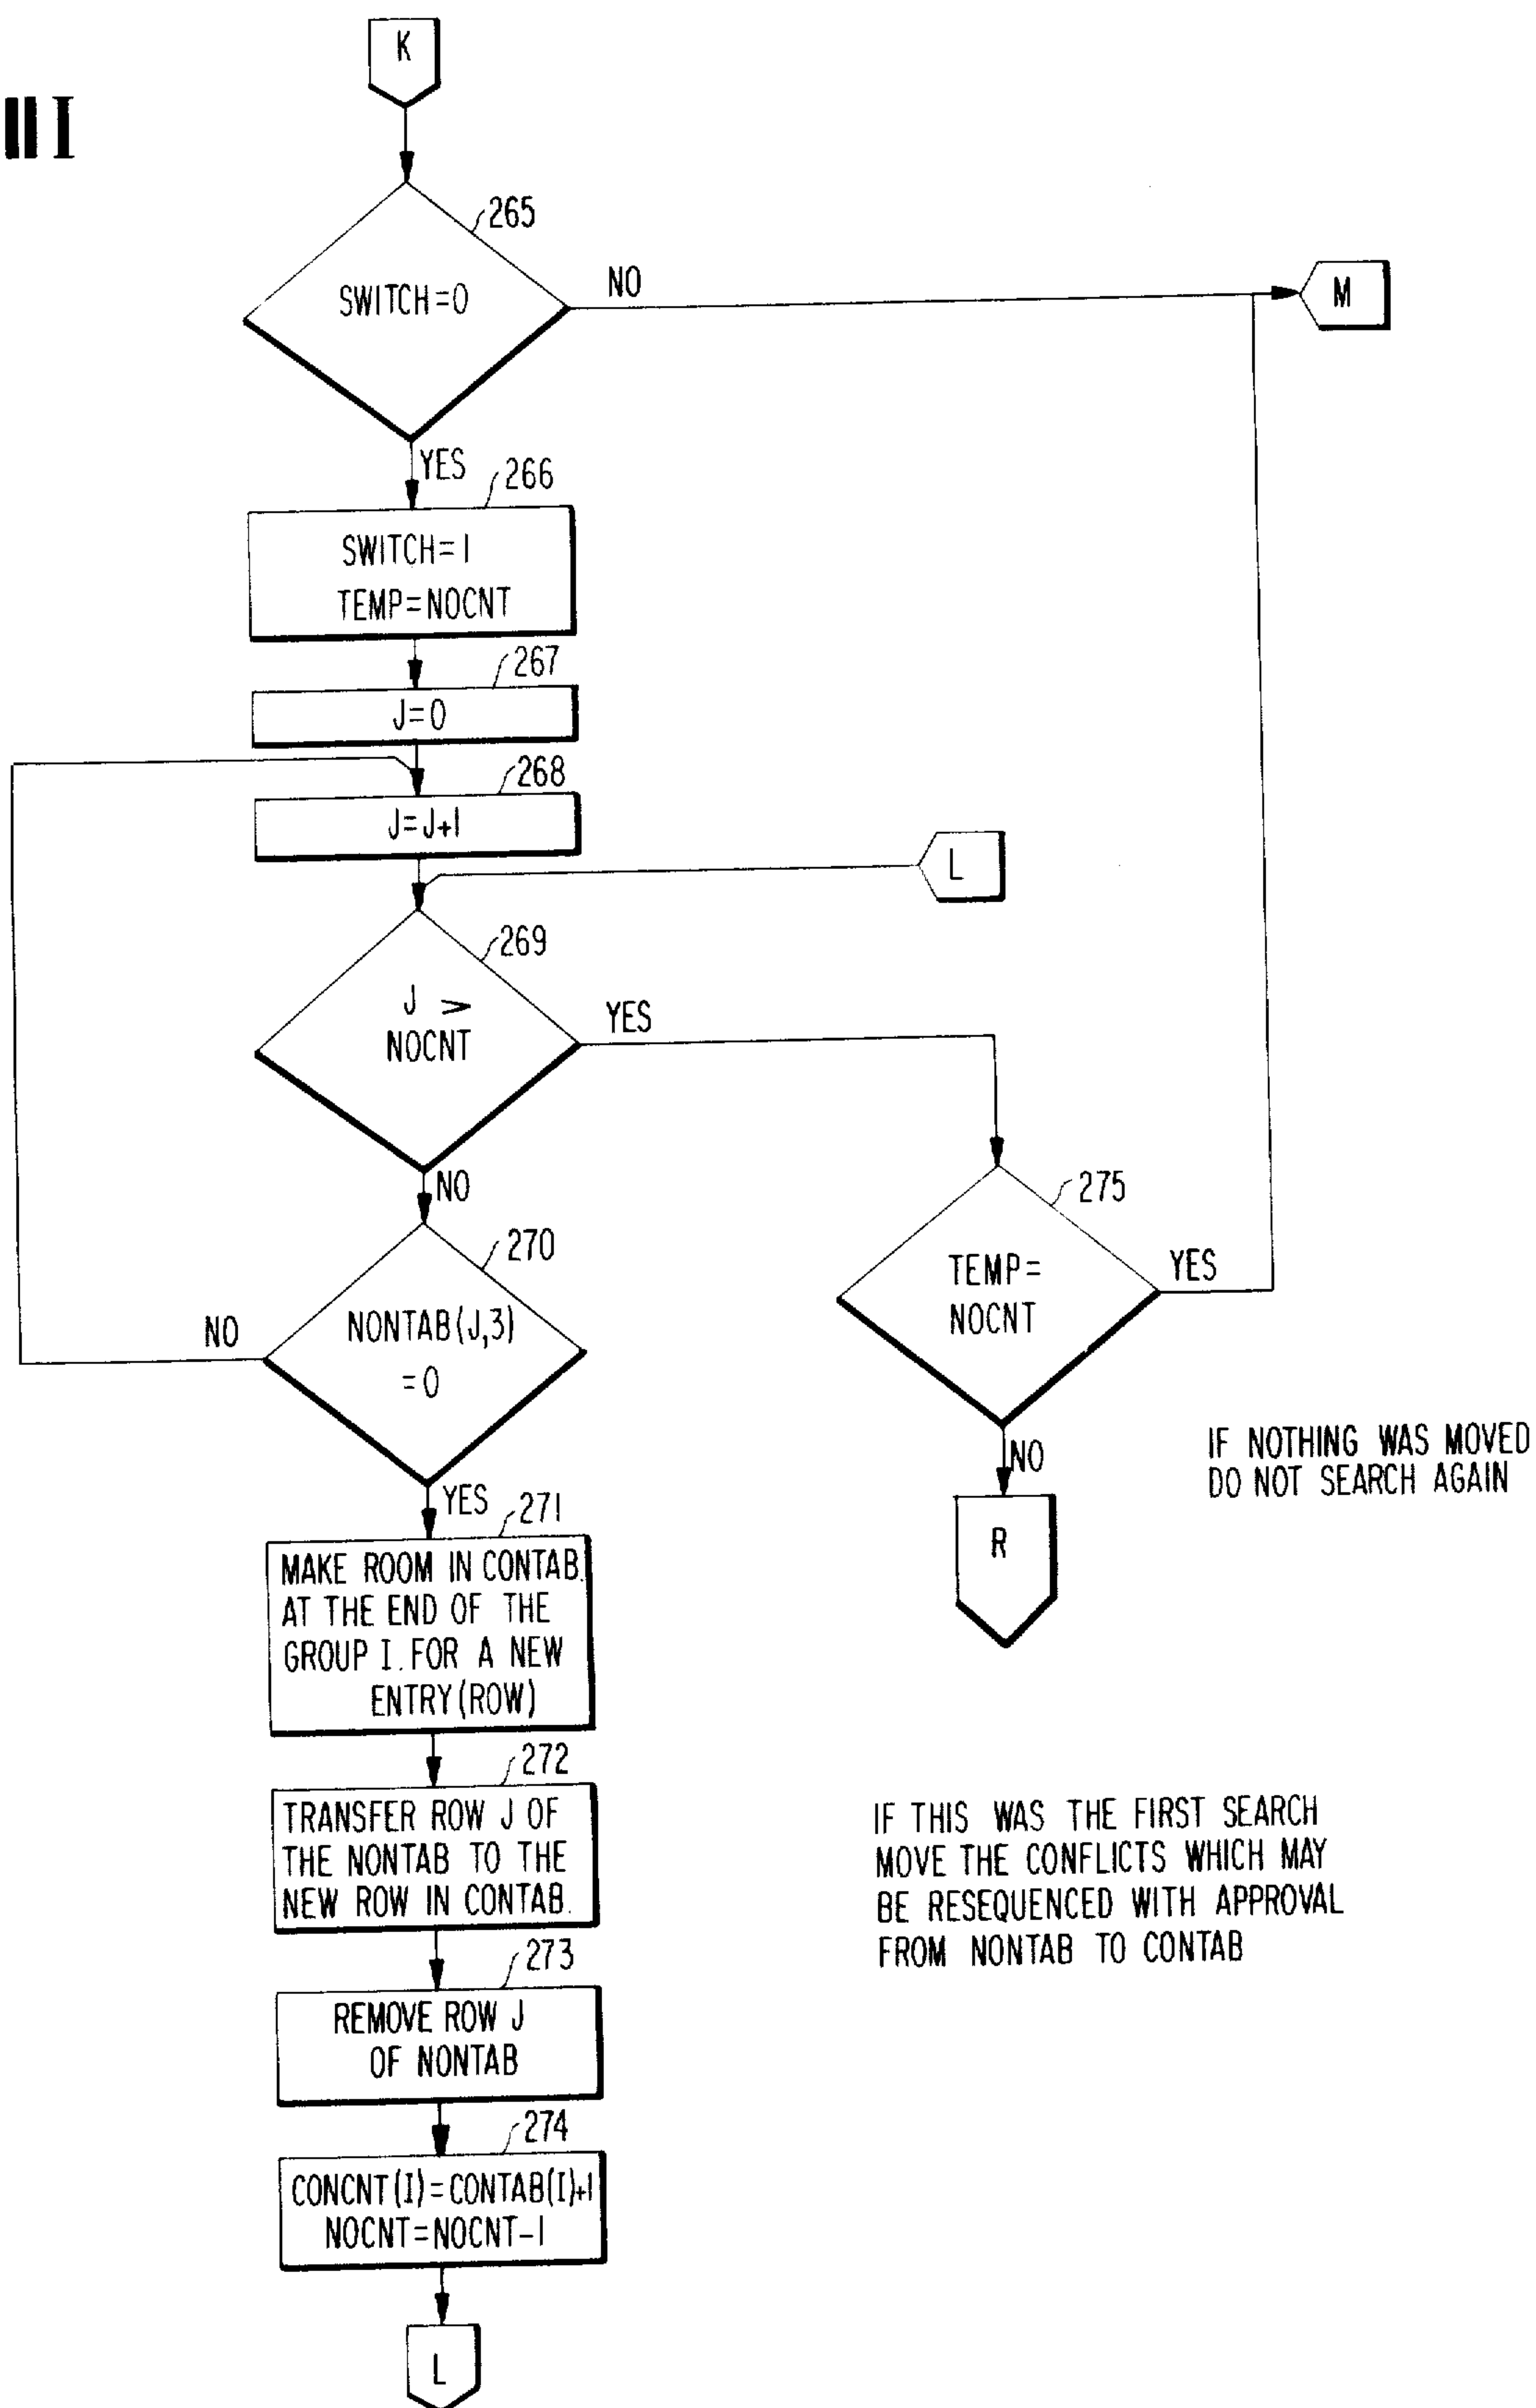 III
K
265
SWITCH=0
NO
M
YES
266
SWITCH=1
TEMP=NOCNT
267
J=0
268
J=J+1
L
269
J >
NOCNT
YES
NO
275
TEMP=
NOCNT
YES
270
NONTAB(J,3)
=0
NO
NO
IF NOTHING WAS MOVED
DO NOT SEARCH AGAIN
R
YES
271
MAKE ROOM IN CONTAB.
AT THE END OF THE
GROUP I. FOR A NEW
ENTRY(ROW)
272
TRANSFER ROW J OF
THE NONTAB TO THE
NEW ROW IN CONTAB.
IF THIS WAS THE FIRST SEARCH
MOVE THE CONFLICTS WHICH MAY
BE RESEQUENCED WITH APPROVAL
FROM NONTAB TO CONTAB
273
REMOVE ROW J
OF NONTAB
274
CONCNT(I)=CONTAB(I)+1
NOCNT=NOCNT-1
L